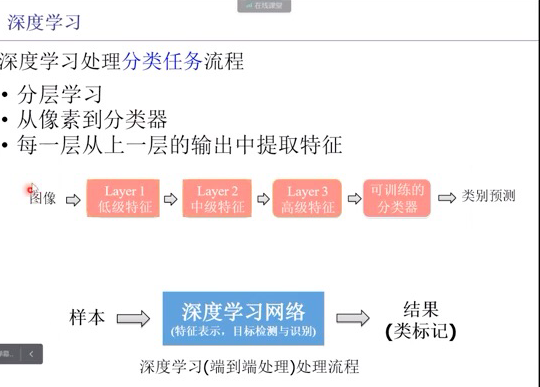 在线课堂
深度学习
深度学习处理分类任务流程
• 分层学习
• 从像素到分类器
• 每一层从上一层的输出中提取特征
图像
Layer 1
低级特征
Layer 2
中级特征
Layer 3
高级特征
可训练的
分类器
类别预测
样本
深度学习网络
(特征表示，目标检测与识别)
结果
(类标记)
深度学习(端到端处理)处理流程